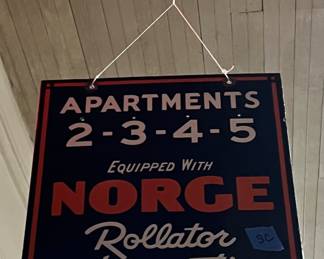 APARTMENTS
2-3-4-5
EQUIPPED WITH
NORGE
Rollator